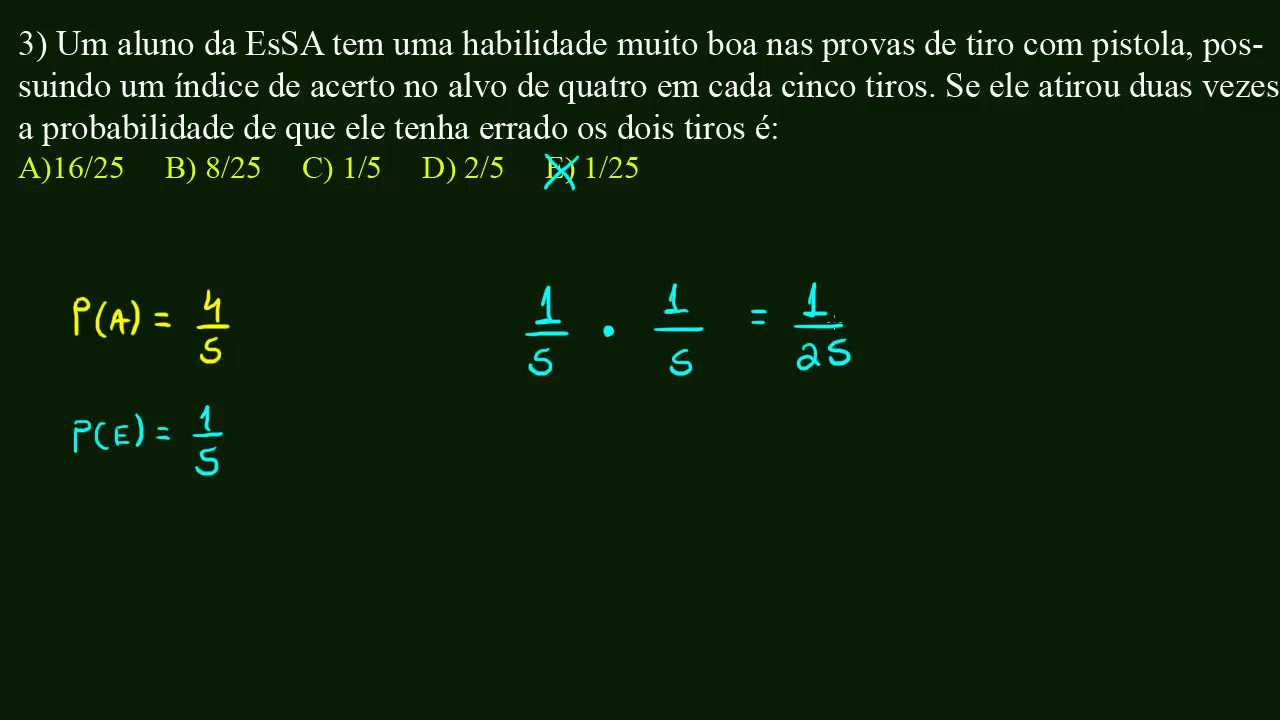 3) Um aluno da EsSA tem uma habilidade muito boa nas provas de tiro com pistola, pos-
suindo um índice de acerto no alvo de quatro em cada cinco tiros. Se ele atirou duas vezes
a probabilidade de que ele tenha errado os dois tiros é:
A)16/25 B) 8/25 C) 1/5 D) 2/5 E) 1/25
P(A) = 4/5
1/5 . 1/5 = 1/25
P(E) = 1/5